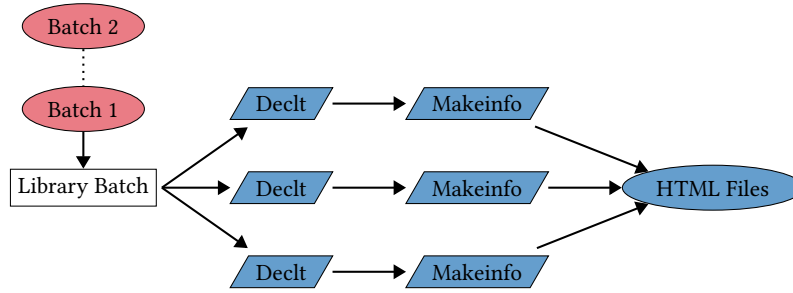 Batch 2
Batch 1
Library Batch
Declt
Makeinfo
Declt
Makeinfo
HTML Files
Declt
Makeinfo